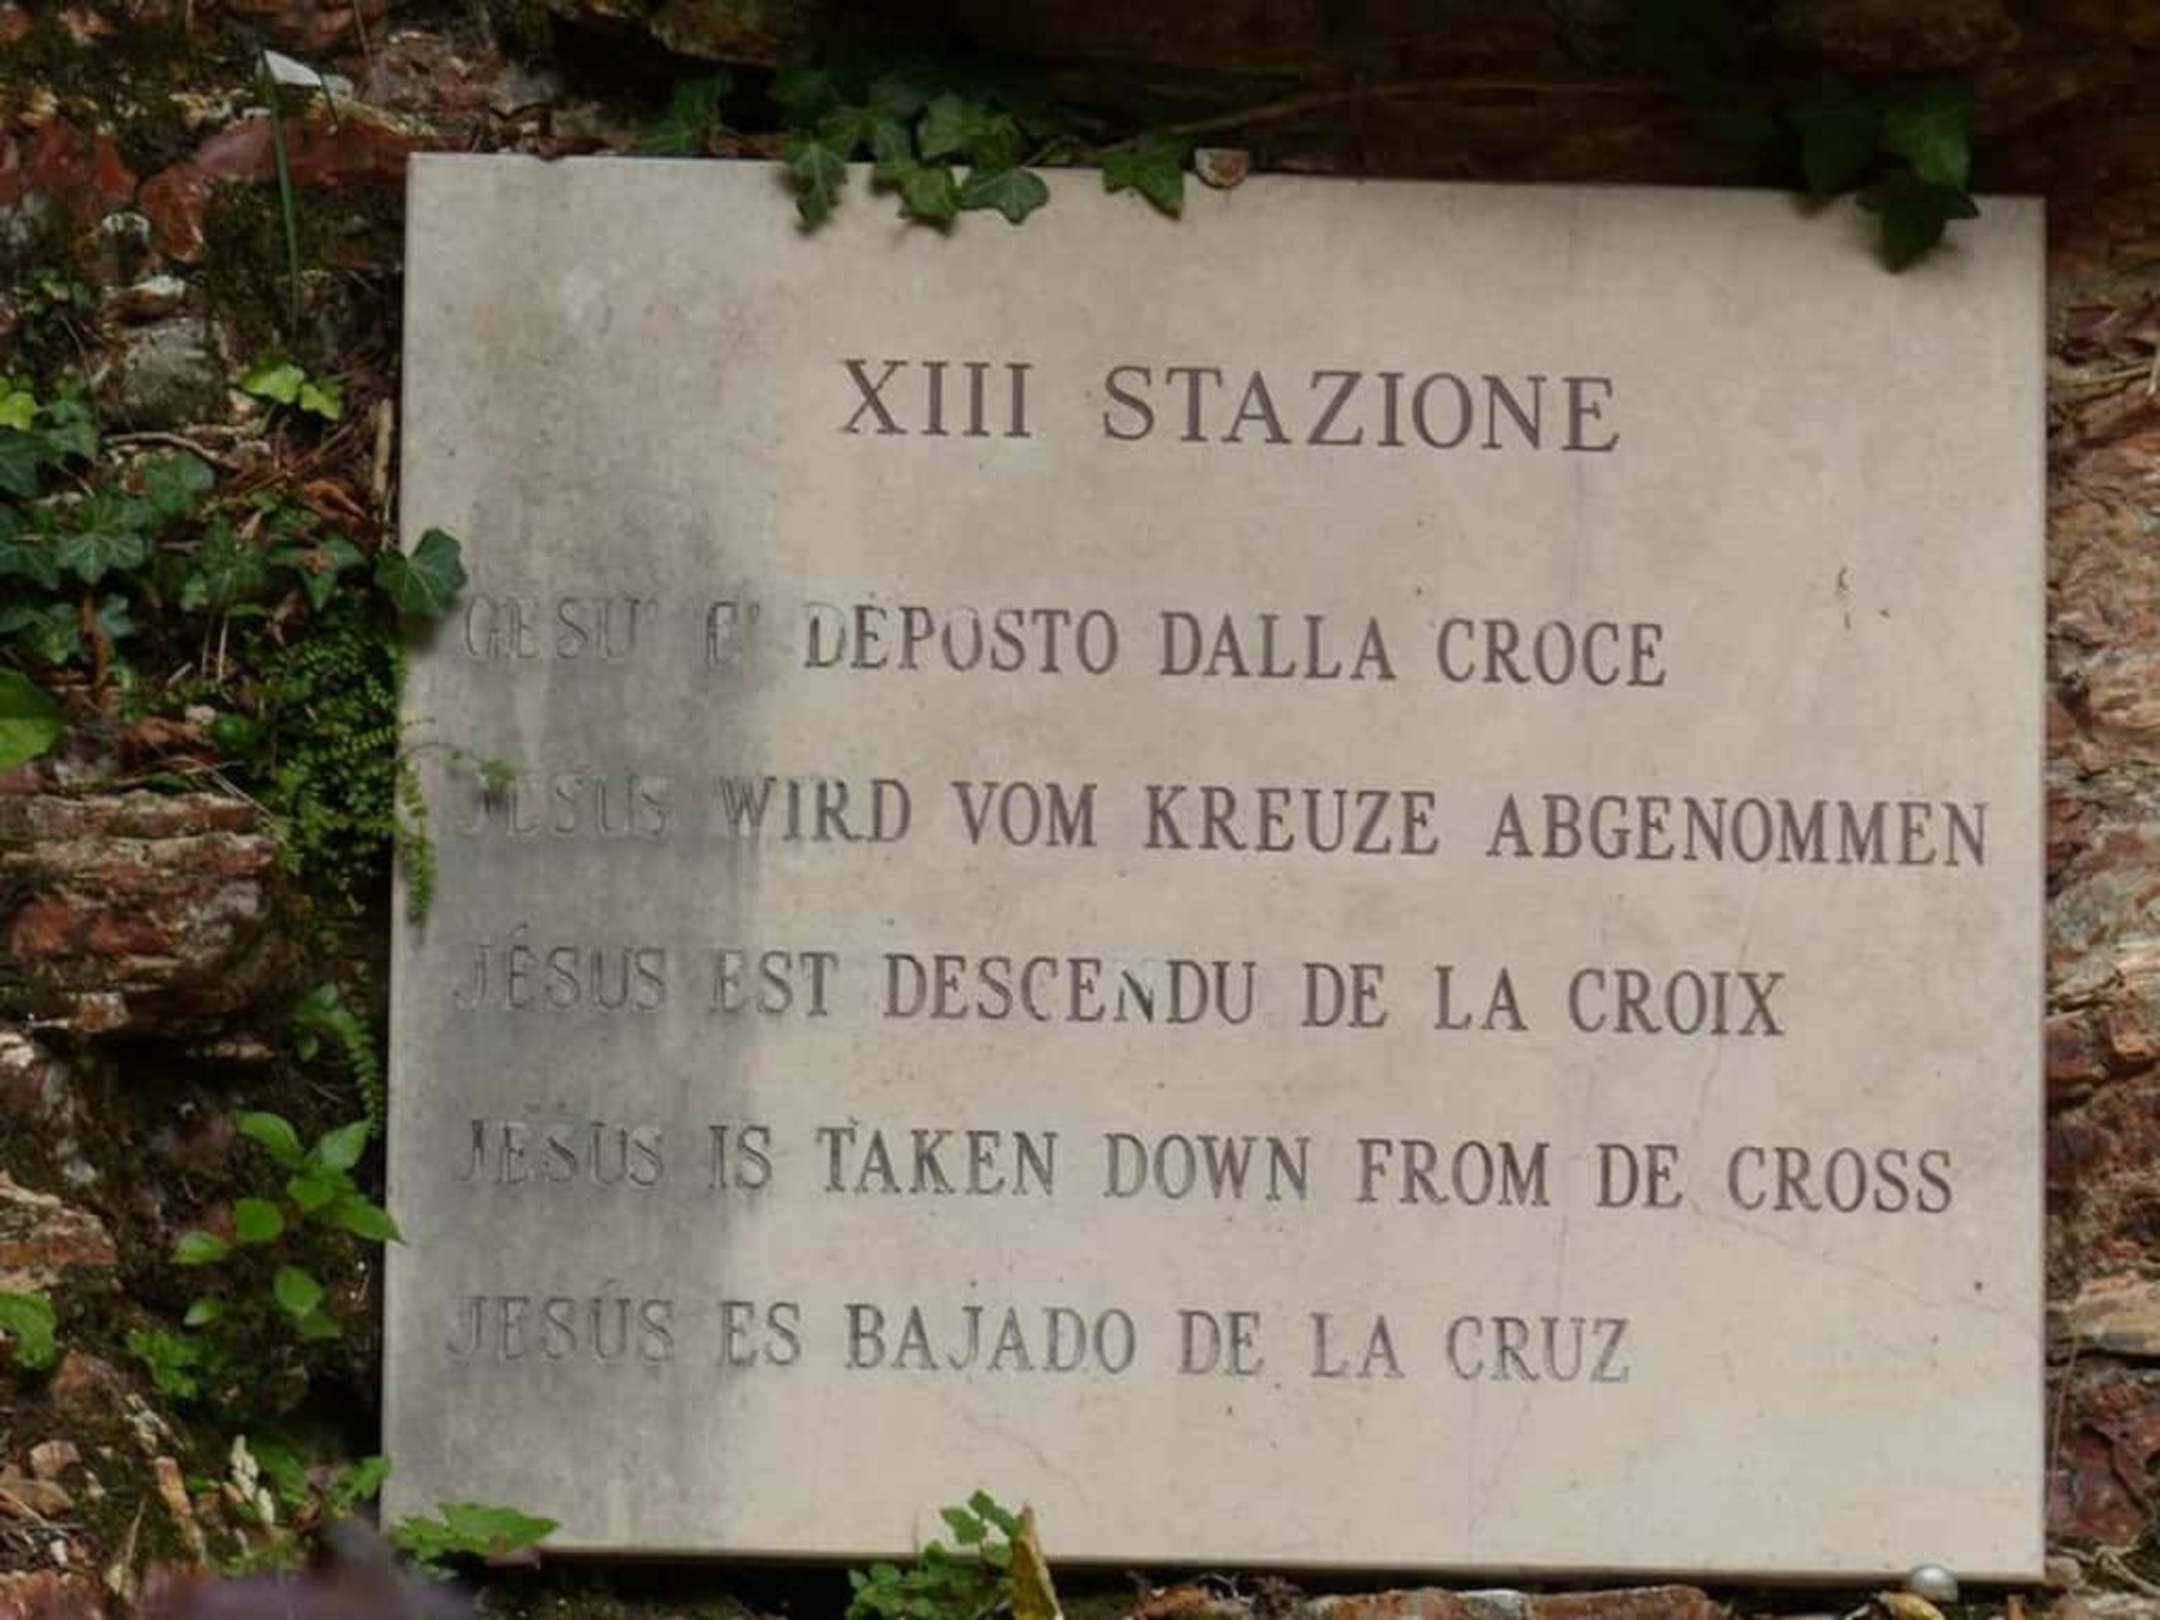 XIII STAZIONE
GESU' E' DEPOSTO DALLA CROCE
JESUS WIRD VOM KREUZE ABGENOMMEN
JÉSUS EST DESCENDU DE LA CROIX
JESUS IS TAKEN DOWN FROM DE CROSS
JESÚS ES BAJADO DE LA CRUZ